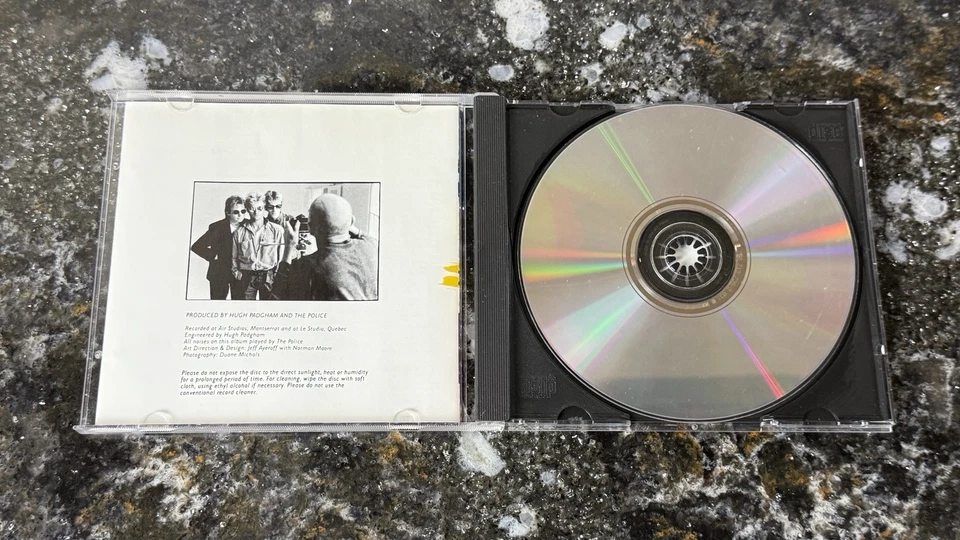 PRODUCED BY HUGH PADGHAM AND THE POLICE
Recorded at Air Studios, Montserrat and at Le Studio, Quebec
Engineered by Hugh Padgham
All noises on this album played by The Police
Art Direction & Design: Jeff Ayeroff with Norman Moore
Photography: Duane Michals
Please do not expose the disc to the direct sunlight, heat or humidity
for a prolonged period of time. For cleaning, wipe the disc with soft
cloth, using ethyl alcohol if necessary. Please do not use the
conventional record cleaner.
disc